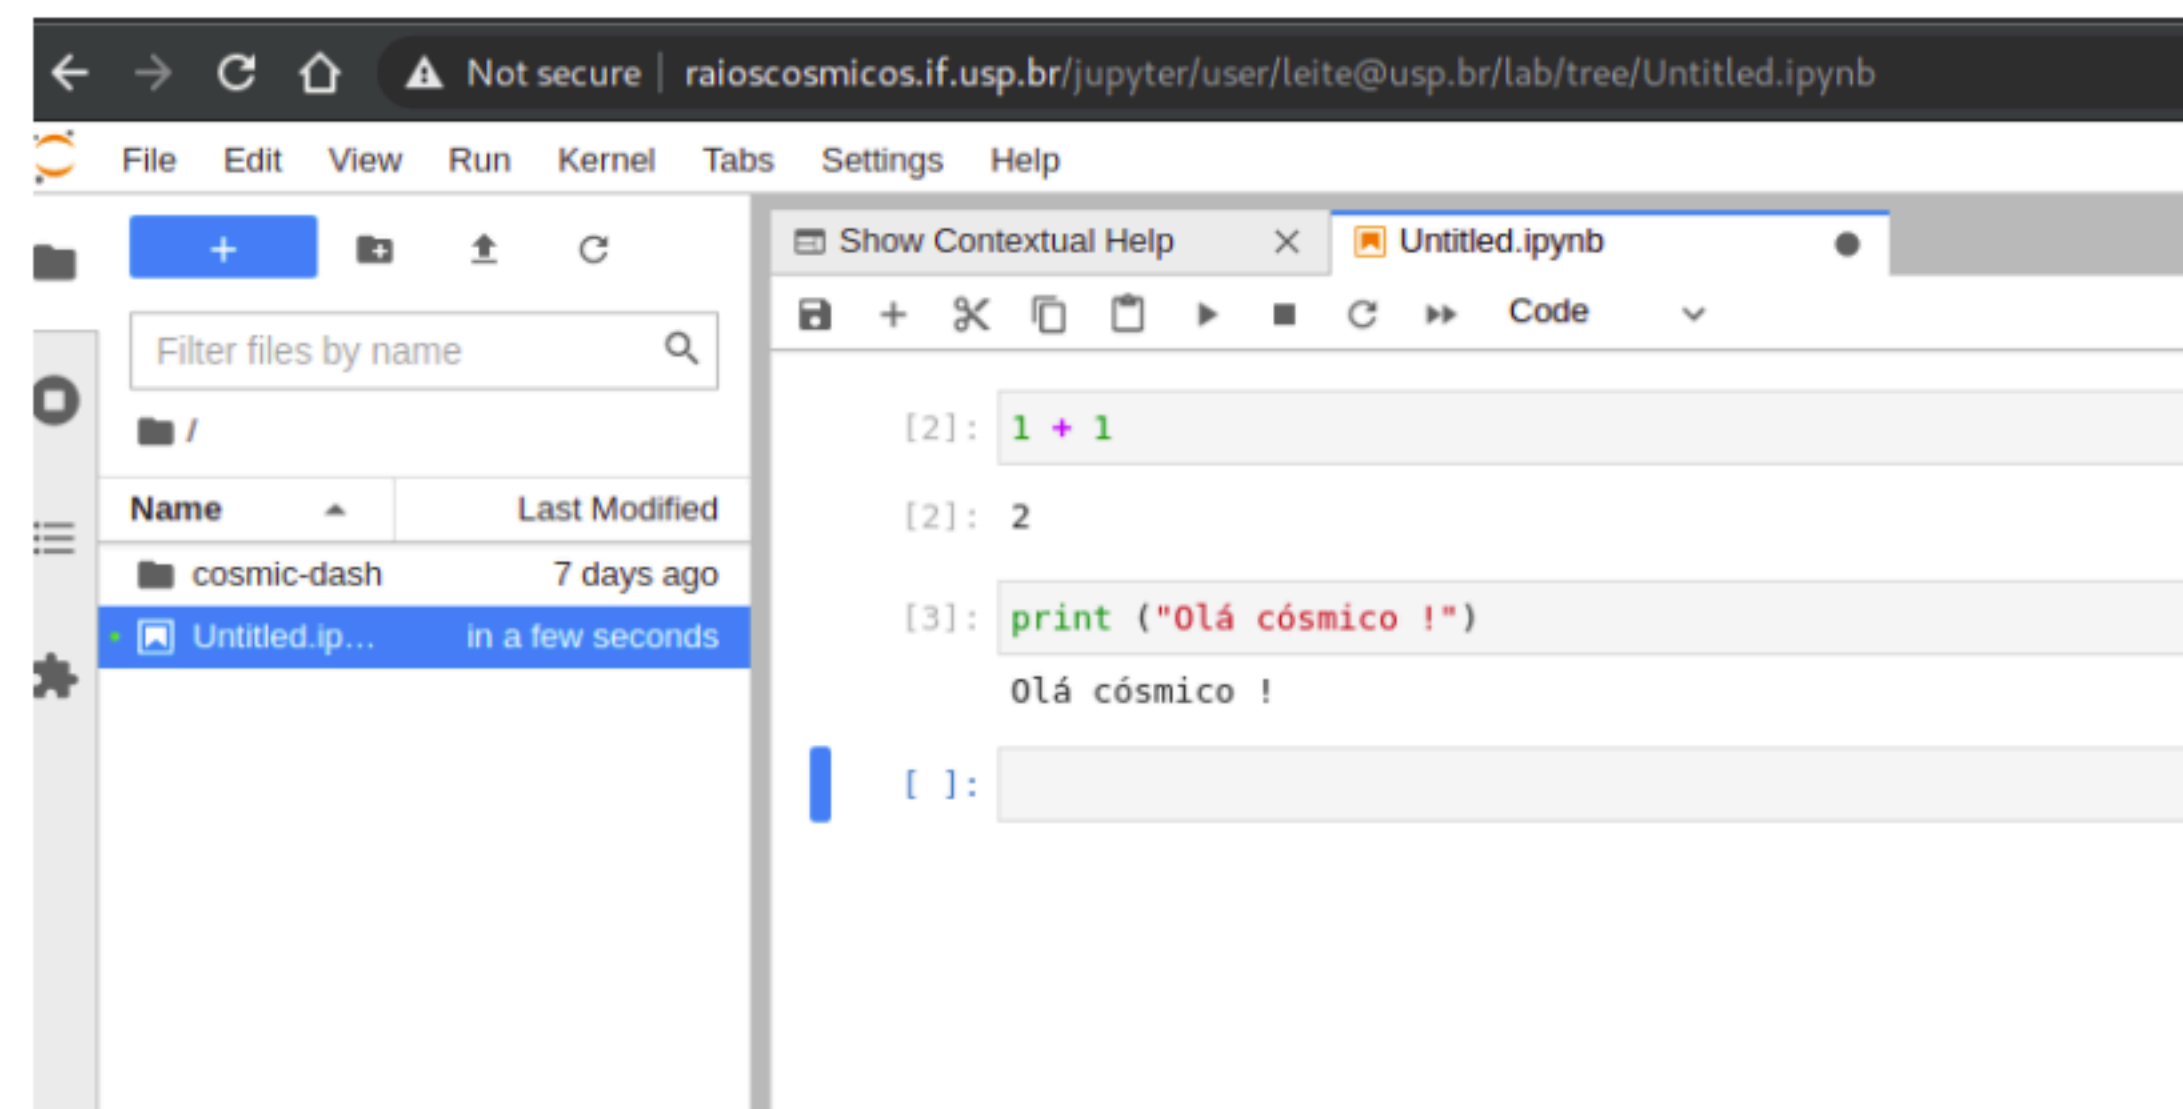 Not secure | raioscosmicos.if.usp.br/jupyter/user/leite@usp.br/lab/tree/Untitled.ipynb
File Edit View Run Kernel Tabs Settings Help
+
Show Contextual Help Untitled.ipynb
Code
Filter files by name
/
Name Last Modified
cosmic-dash 7 days ago
Untitled.ip... in a few seconds
[2]: 1 + 1
[2]: 2
[3]: print ("Olá cósmico !")
Olá cósmico !
[ ]: